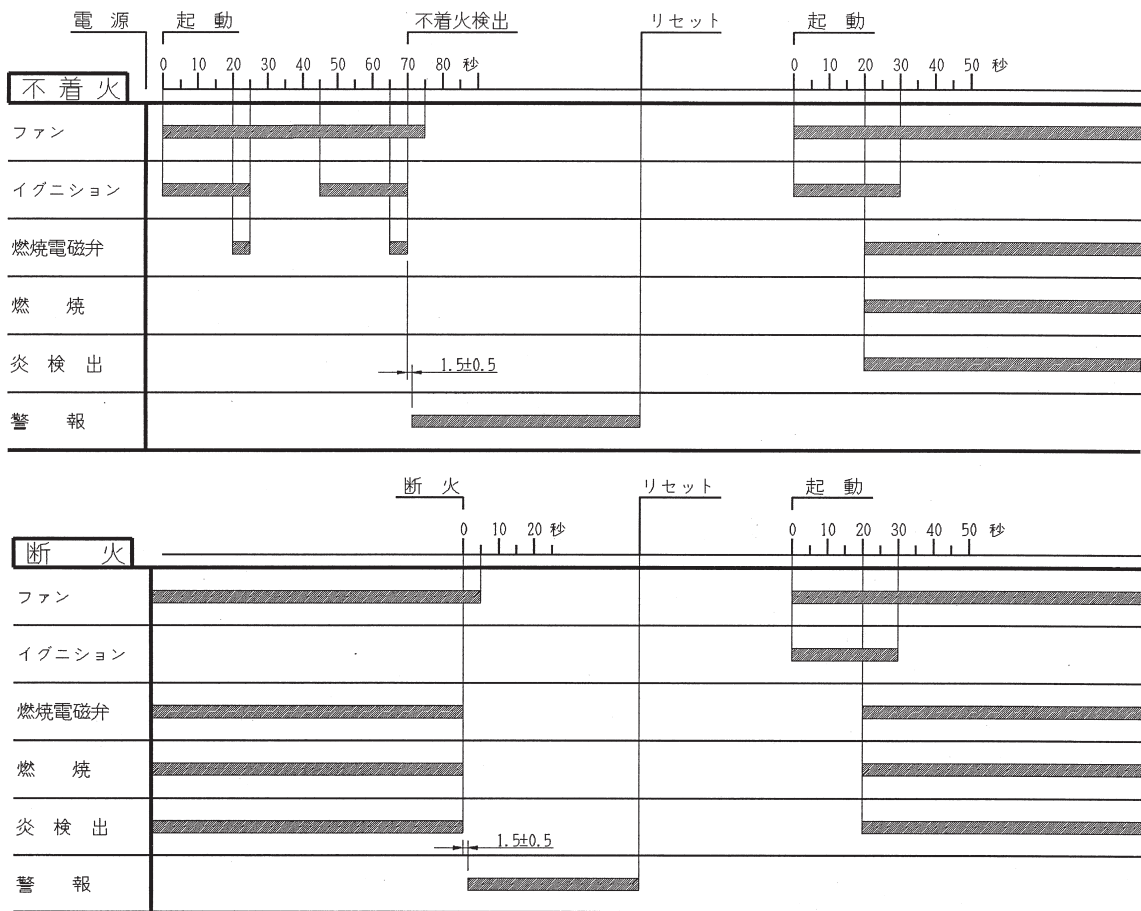 電源 起動 不着火検出 リセット 起動
0 10 20 30 40 50 60 70 80 秒 0 10 20 30 40 50 秒
不着火
ファン
イグニション
燃焼電磁弁
燃焼
炎検出 1.5±0.5
警報
断火 リセット 起動
0 10 20 秒 0 10 20 30 40 50 秒
断火
ファン
イグニション
燃焼電磁弁
燃焼
炎検出
1.5±0.5
警報